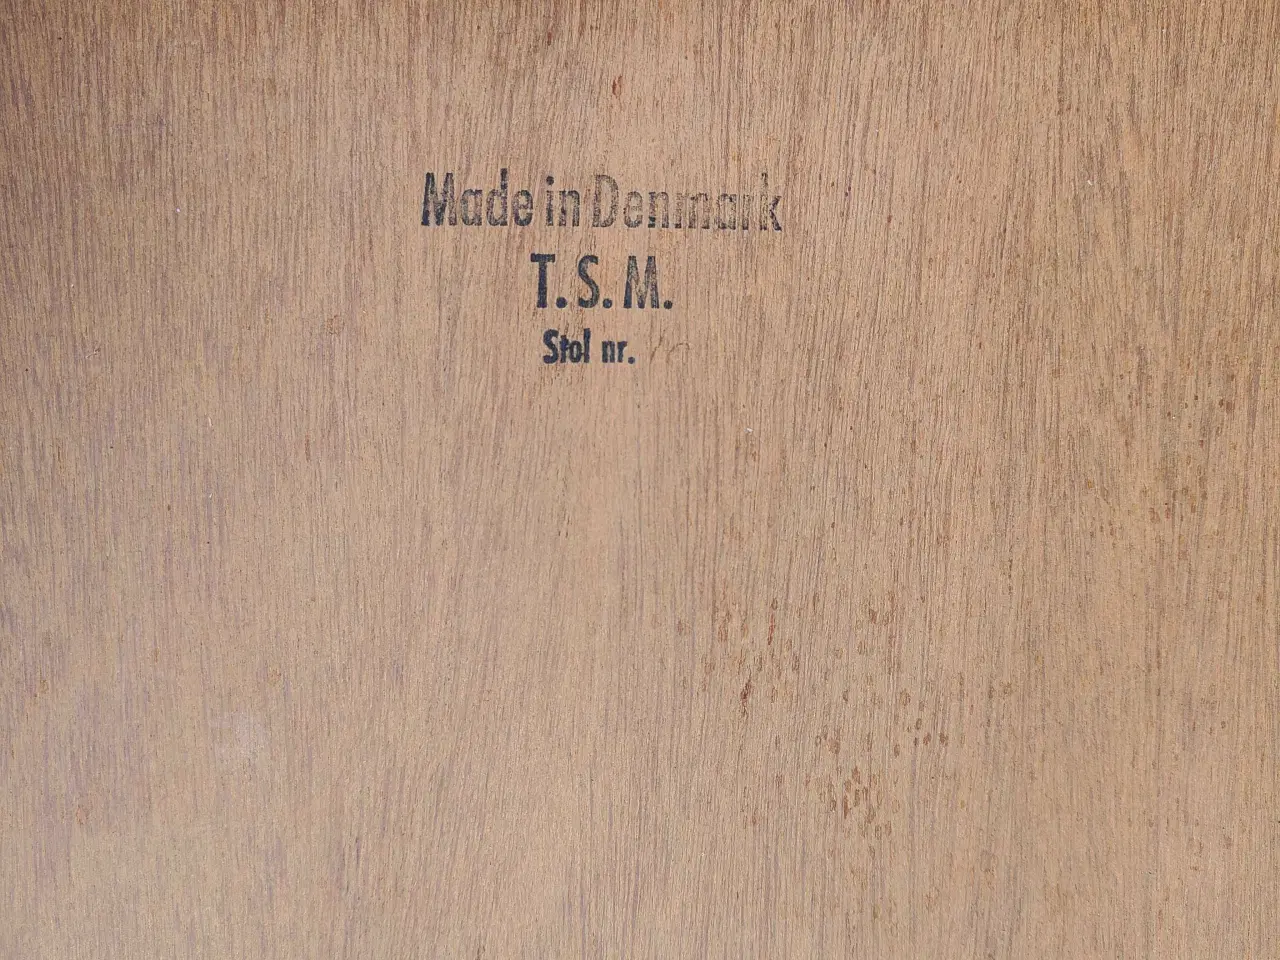 Made in Denmark
T. S. M.
Stol nr.